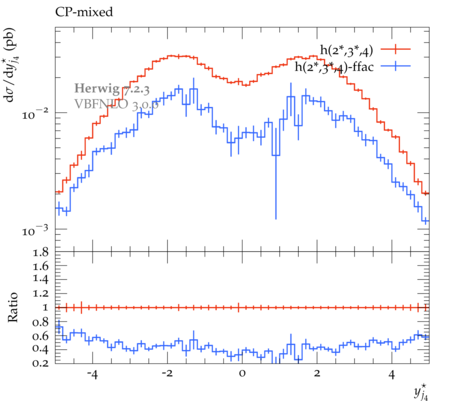 CP-mixed
dσ/dy*j4 (pb)
h(2*,3*,4)
h(2*,3*,4)-ffac
Herwig 7.2.3
VBFNLO 3.0.
10⁻²
10⁻³
1.8
1.6
1.4
1.2
1
0.8
0.6
0.4
0.2
Ratio
-4 -2 0 2 4
y*j4